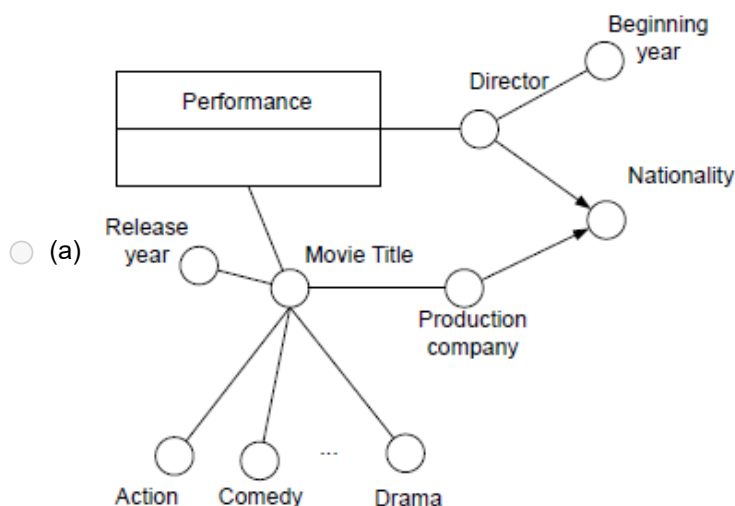 Beginning
year
Director
Performance
Nationality
Release
year
(a)
Movie Title
Production
company
...
Action
Comedy
Drama